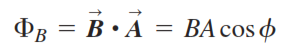 Φ_B = B⃗ • A⃗ = BA cos ϕ